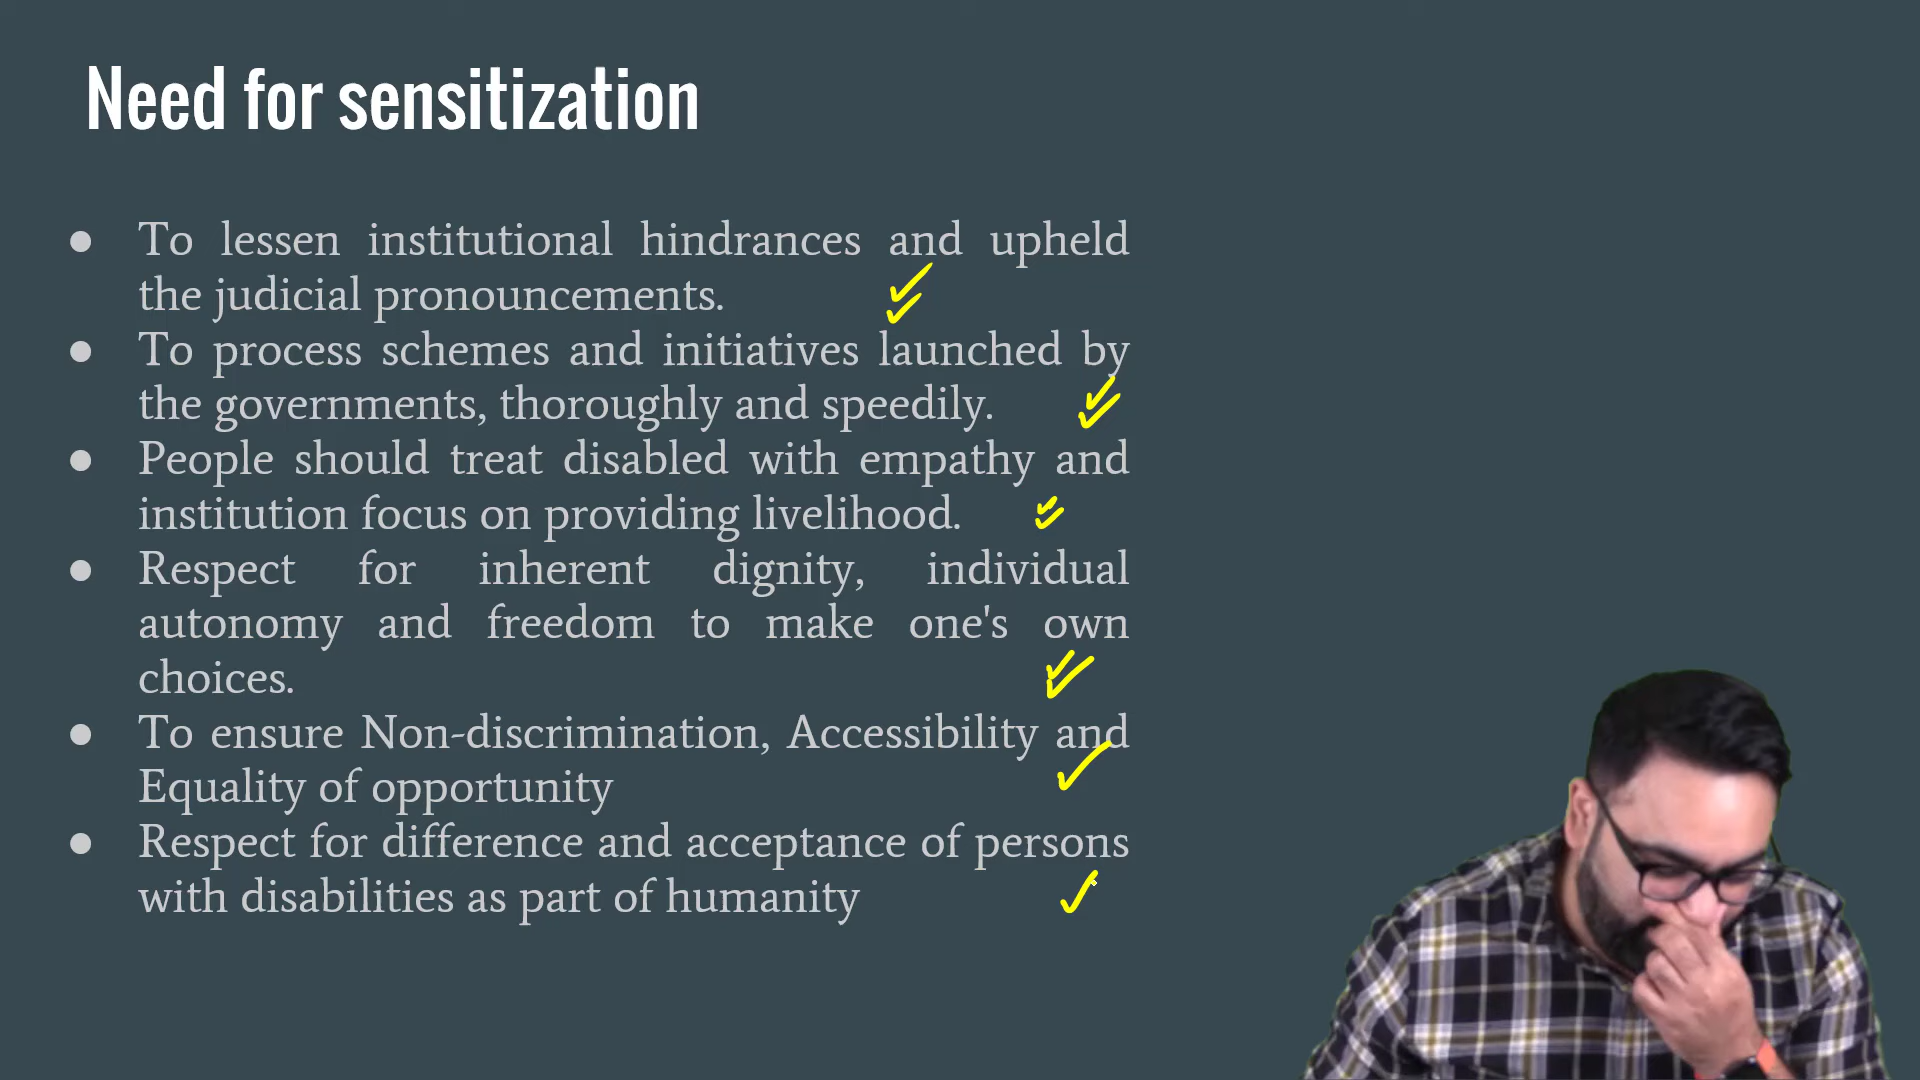 Need for sensitization
● To lessen institutional hindrances and upheld
the judicial pronouncements.
● To process schemes and initiatives launched by
the governments, thoroughly and speedily.
● People should treat disabled with empathy and
institution focus on providing livelihood.
● Respect for inherent dignity, individual
autonomy and freedom to make one's own
choices.
● To ensure Non-discrimination, Accessibility and
Equality of opportunity
● Respect for difference and acceptance of persons
with disabilities as part of humanity